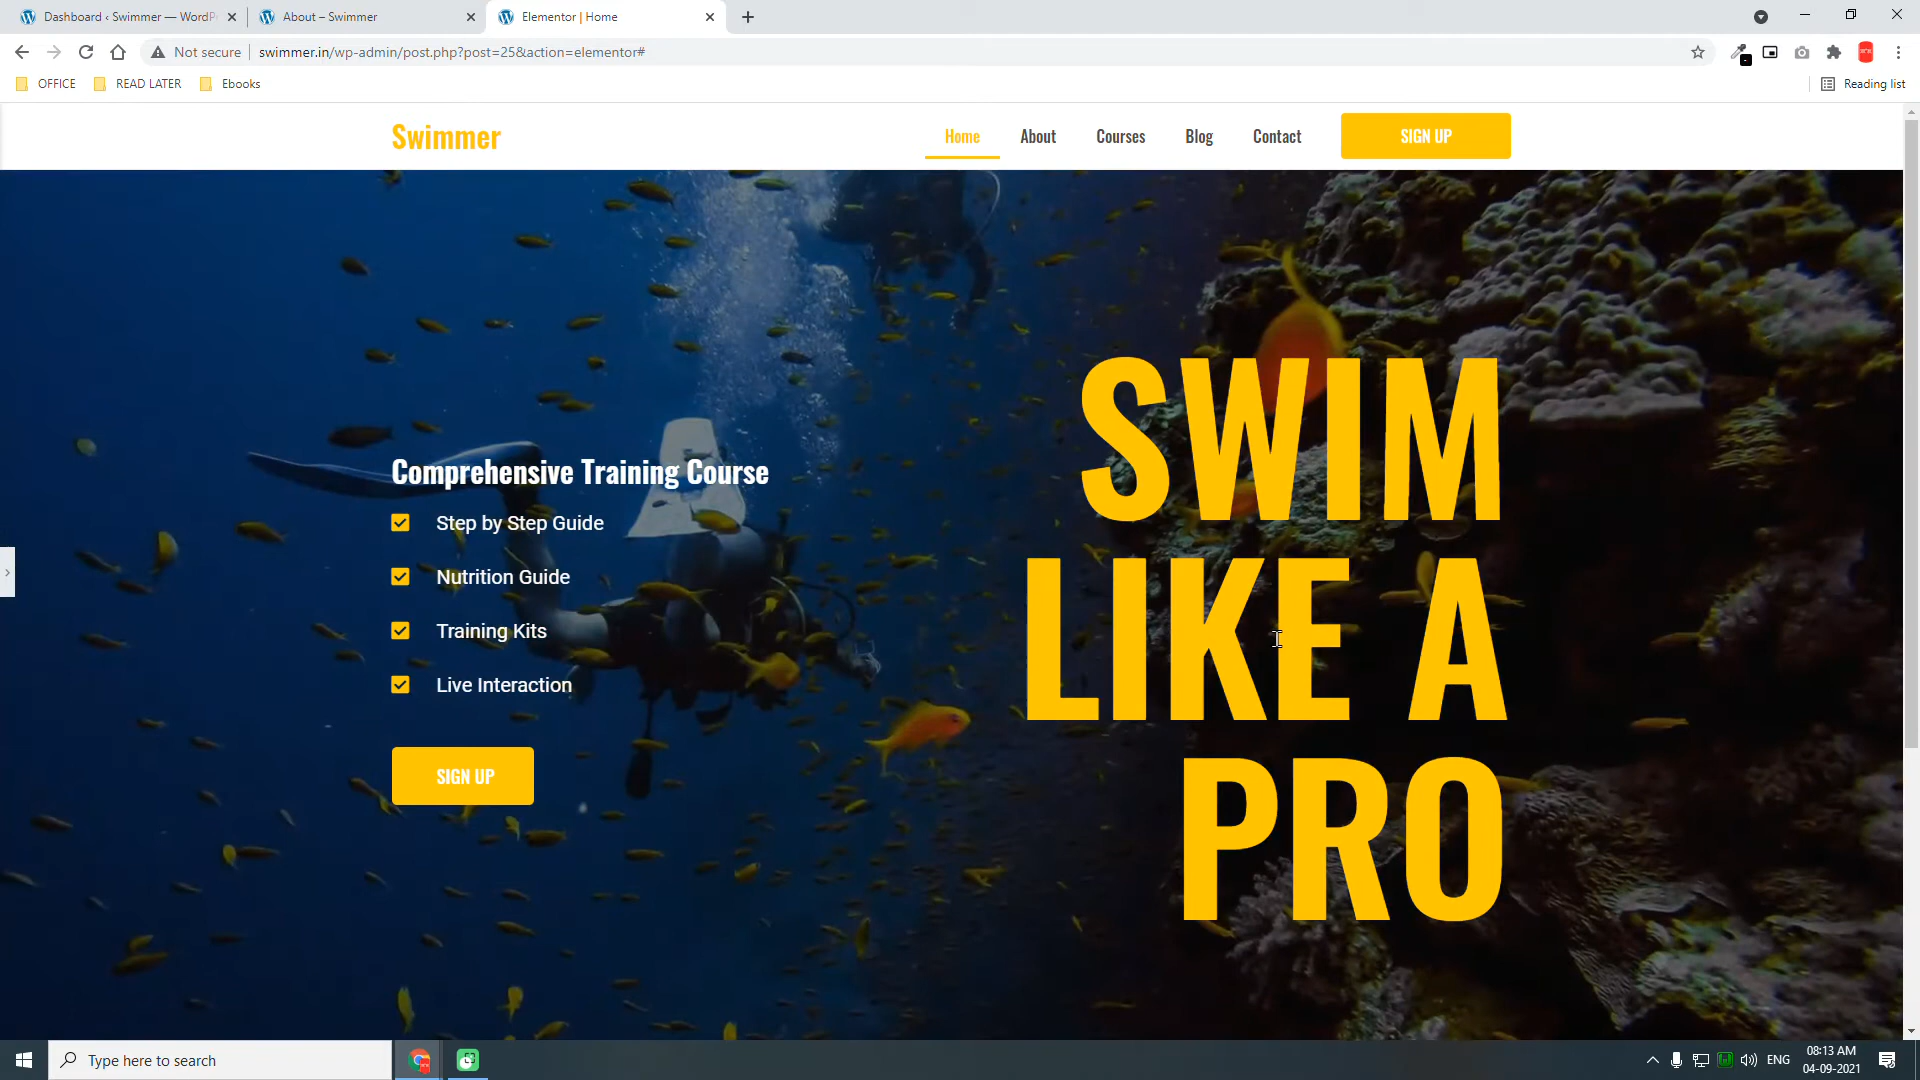 Dashboard ‹ Swimmer — WordP
About – Swimmer
Elementor | Home
Not secure
swimmer.in/wp-admin/post.php?post=25&action=elementor#
OFFICE
READ LATER
Ebooks
Reading list
Swimmer
Home
About
Courses
Blog
Contact
SIGN UP
SWIM
LIKE A
PRO
Comprehensive Training Course
Step by Step Guide
Nutrition Guide
Training Kits
Live Interaction
SIGN UP
Type here to search
ENG
08:13 AM
04-09-2021